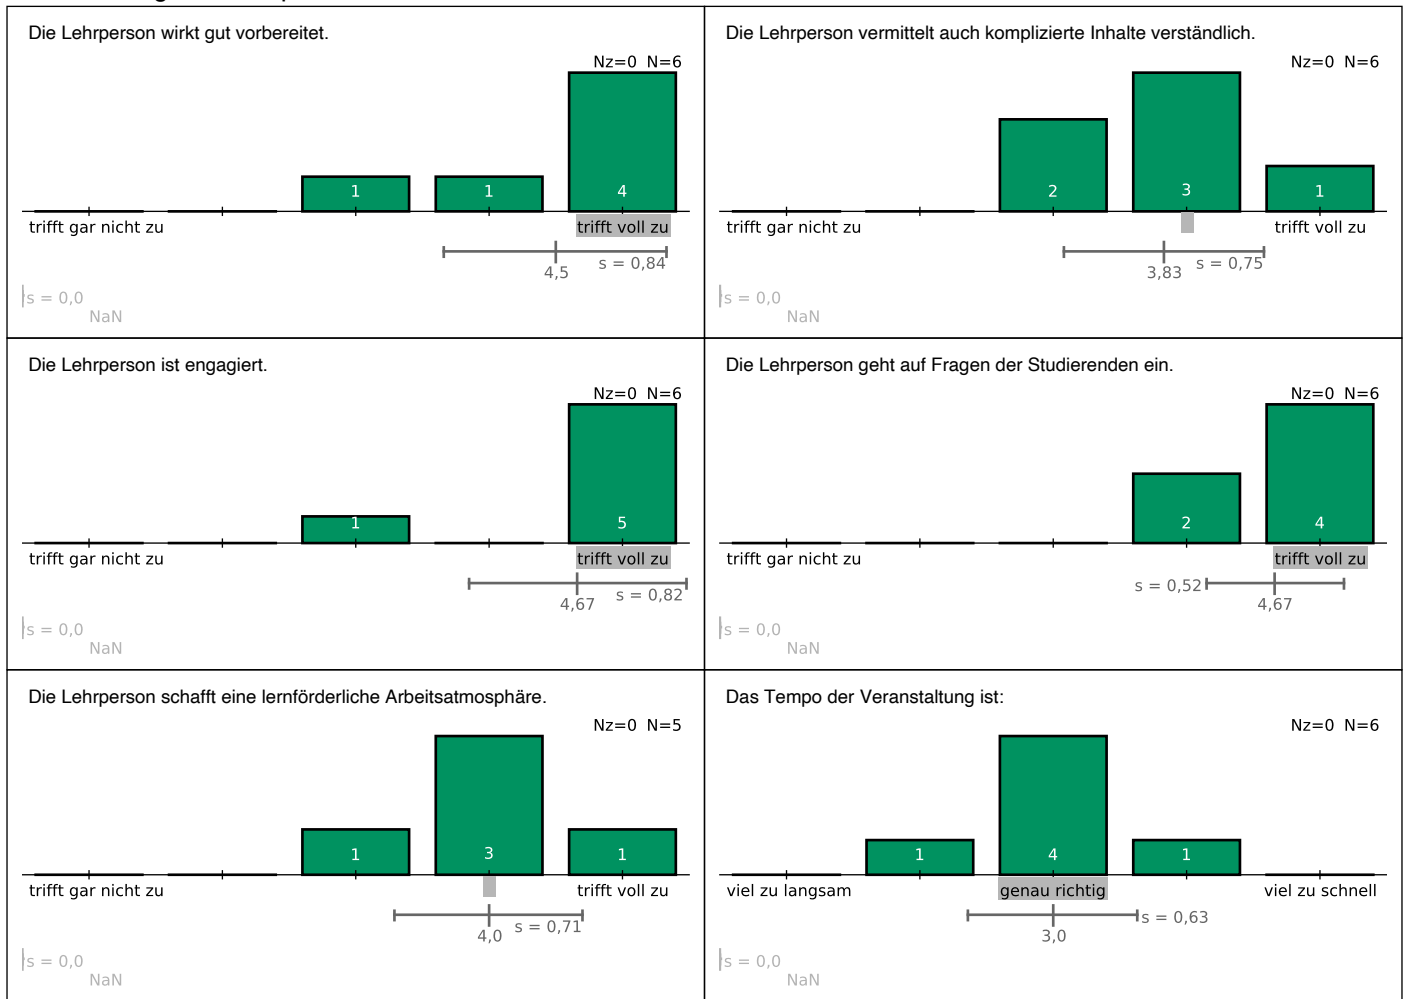 Die Lehrperson wirkt gut vorbereitet.
Nz=0 N=6
1
1
4
trifft gar nicht zu
trifft voll zu
4,5
s = 0,84
s = 0,0
NaN
Die Lehrperson vermittelt auch komplizierte Inhalte verständlich.
Nz=0 N=6
2
3
1
trifft gar nicht zu
trifft voll zu
3,83
s = 0,75
s = 0,0
NaN
Die Lehrperson ist engagiert.
Nz=0 N=6
1
5
trifft gar nicht zu
trifft voll zu
4,67
s = 0,82
s = 0,0
NaN
Die Lehrperson geht auf Fragen der Studierenden ein.
Nz=0 N=6
2
4
trifft gar nicht zu
trifft voll zu
s = 0,52
4,67
s = 0,0
NaN
Die Lehrperson schafft eine lernförderliche Arbeitsatmosphäre.
Nz=0 N=5
1
3
1
trifft gar nicht zu
trifft voll zu
4,0
s = 0,71
s = 0,0
NaN
Das Tempo der Veranstaltung ist:
Nz=0 N=6
1
4
1
viel zu langsam
genau richtig
viel zu schnell
s = 0,63
3,0
s = 0,0
NaN